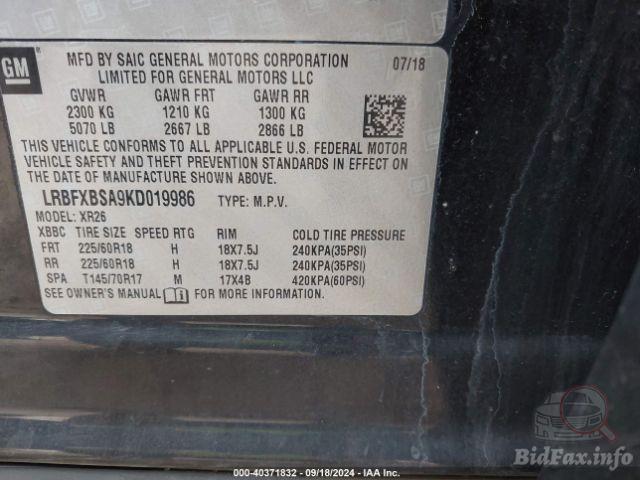 GM
MFD BY SAIC GENERAL MOTORS CORPORATION 07/18
LIMITED FOR GENERAL MOTORS LLC
GVWR GAWR FRT GAWR RR
2300 KG 1210 KG 1300 KG
5070 LB 2667 LB 2866 LB
THIS VEHICLE CONFORMS TO ALL APPLICABLE U.S. FEDERAL MOTOR
VEHICLE SAFETY AND THEFT PREVENTION STANDARDS IN EFFECT ON
THE DATE OF MANUFACTURE SHOWN ABOVE.
LRBFXBSA9KD019986 TYPE: M.P.V.
MODEL: XR26
XBBC TIRE SIZE SPEED RTG RIM COLD TIRE PRESSURE
FRT 225/60R18 H 18X7.5J 240KPA(35PSI)
RR 225/60R18 H 18X7.5J 240KPA(35PSI)
SPA T145/70R17 M 17X4B 420KPA(60PSI)
SEE OWNER'S MANUAL FOR MORE INFORMATION.
BidFax.info
00-40371832 - 09/18/2024 - IAA Inc.